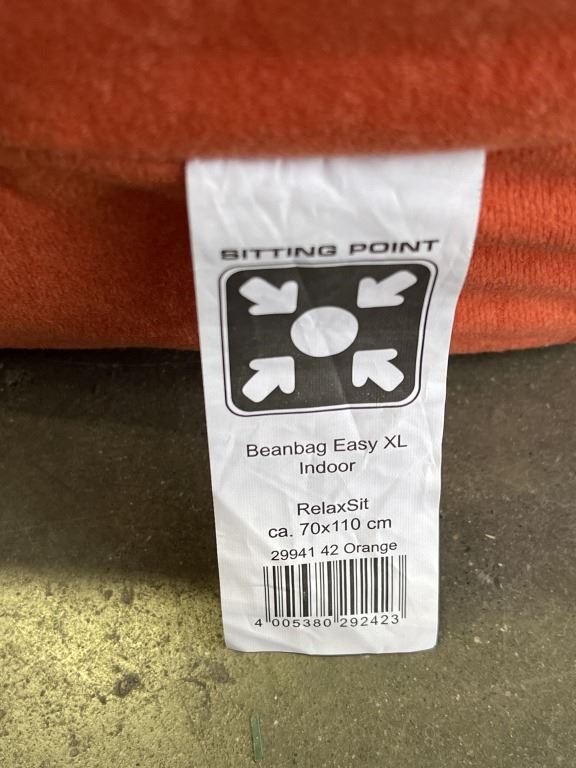 SITTING POINT
Beanbag Easy XL
Indoor
RelaxSit
ca. 70x110 cm
29941 42 Orange
4 005380 292423